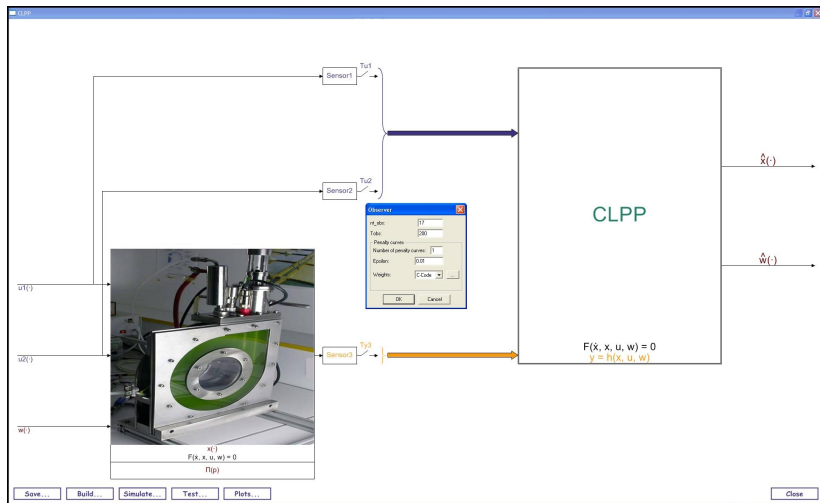 CLPP
Tu1
Sensor1
Tu2
Sensor2
Observer
nt_obs: 17
Tobs: 200
Penalty curves
Number of penalty curves: 1
Epsilon: 0.01
Weights: C-Code ...
OK Cancel
CLPP
x̂(·)
ŵ(·)
u1(·)
u2(·)
w(·)
Ty3
Sensor3
F(ẋ, x, u, w) = 0
y = h(x, u, w)
x(·)
F(ẋ, x, u, w) = 0
Π(p)
Save... Build... Simulate... Test... Plots... Close